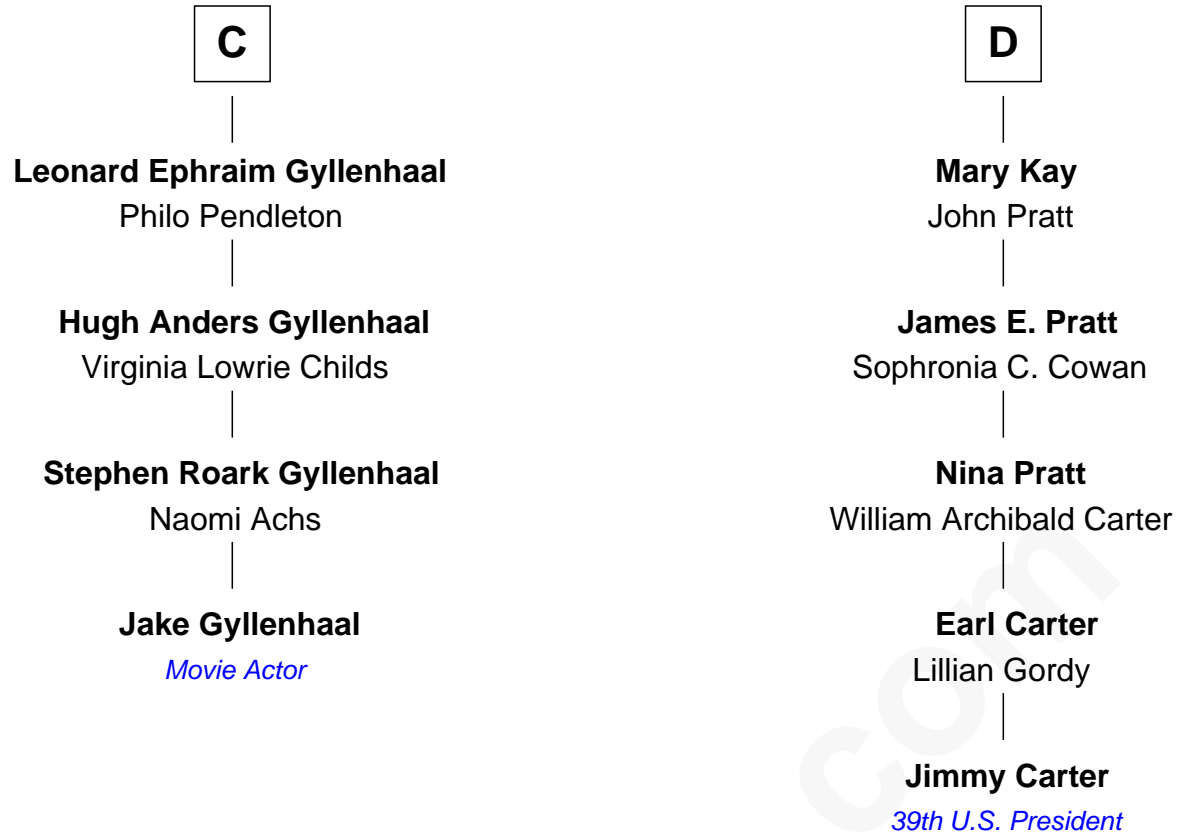 C
Leonard Ephraim Gyllenhaal
Philo Pendleton
Hugh Anders Gyllenhaal
Virginia Lowrie Childs
Stephen Roark Gyllenhaal
Naomi Achs
Jake Gyllenhaal
Movie Actor
D
Mary Kay
John Pratt
James E. Pratt
Sophronia C. Cowan
Nina Pratt
William Archibald Carter
Earl Carter
Lillian Gordy
Jimmy Carter
39th U.S. President
com